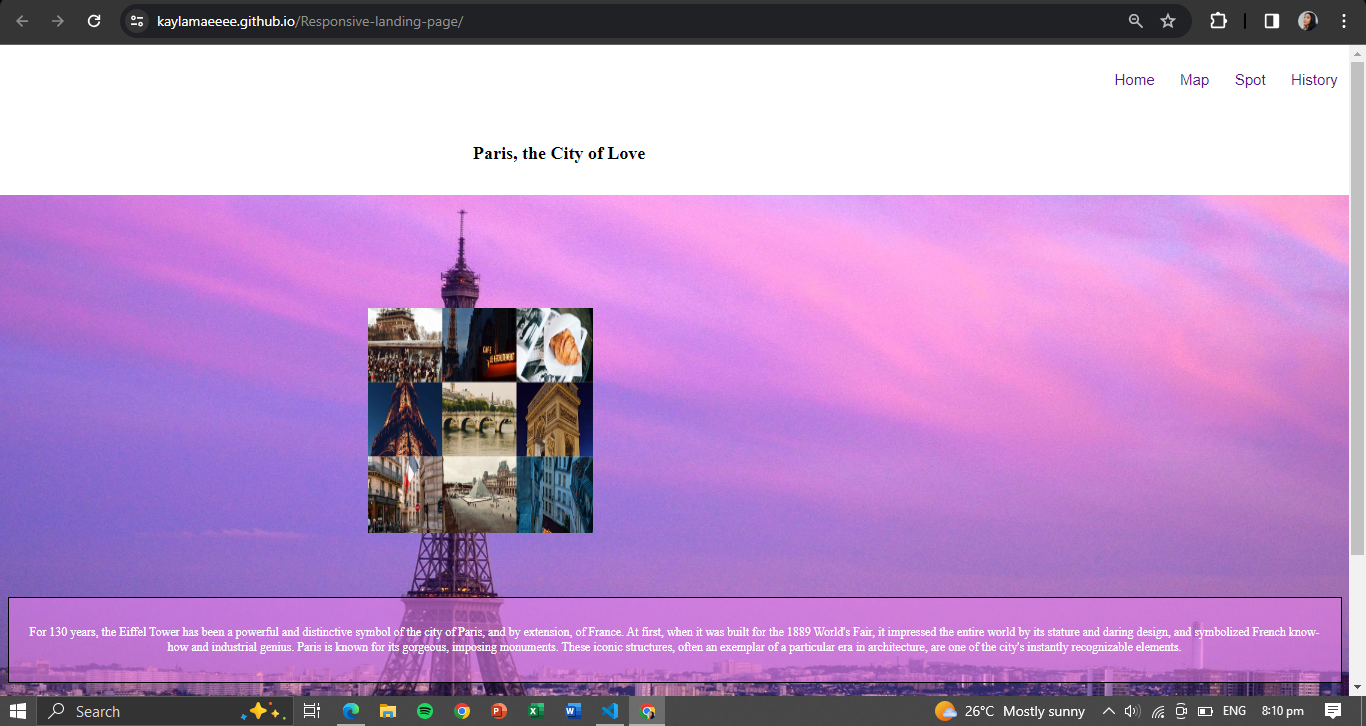 kaylamaeeee.github.io/Responsive-landing-page/
Home Map Spot History
Paris, the City of Love
For 130 years, the Eiffel Tower has been a powerful and distinctive symbol of the city of Paris, and by extension, of France. At first, when it was built for the 1889 World's Fair, it impressed the entire world by its stature and daring design, and symbolized French know-
how and industrial genius. Paris is known for its gorgeous, imposing monuments. These iconic structures, often an exemplar of a particular era in architecture, are one of the city's instantly recognizable elements.
Search 26°C Mostly sunny ENG 8:10 pm